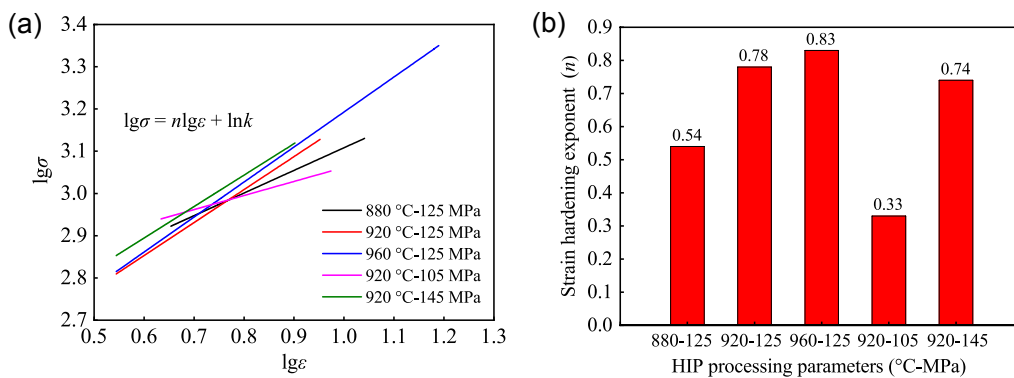 (a)
3.4
3.3
3.2
3.1
3.0
2.9
2.8
2.7
lgσ
lgσ = nlgε + lnk
880 °C-125 MPa
920 °C-125 MPa
960 °C-125 MPa
920 °C-105 MPa
920 °C-145 MPa
0.5 0.6 0.7 0.8 0.9 1.0 1.1 1.2 1.3
lgε
(b)
0.9
0.8
0.7
0.6
0.5
0.4
0.3
0.2
0.1
0.0
Strain hardening exponent (n)
0.54
0.78
0.83
0.33
0.74
880-125 920-125 960-125 920-105 920-145
HIP processing parameters (°C-MPa)